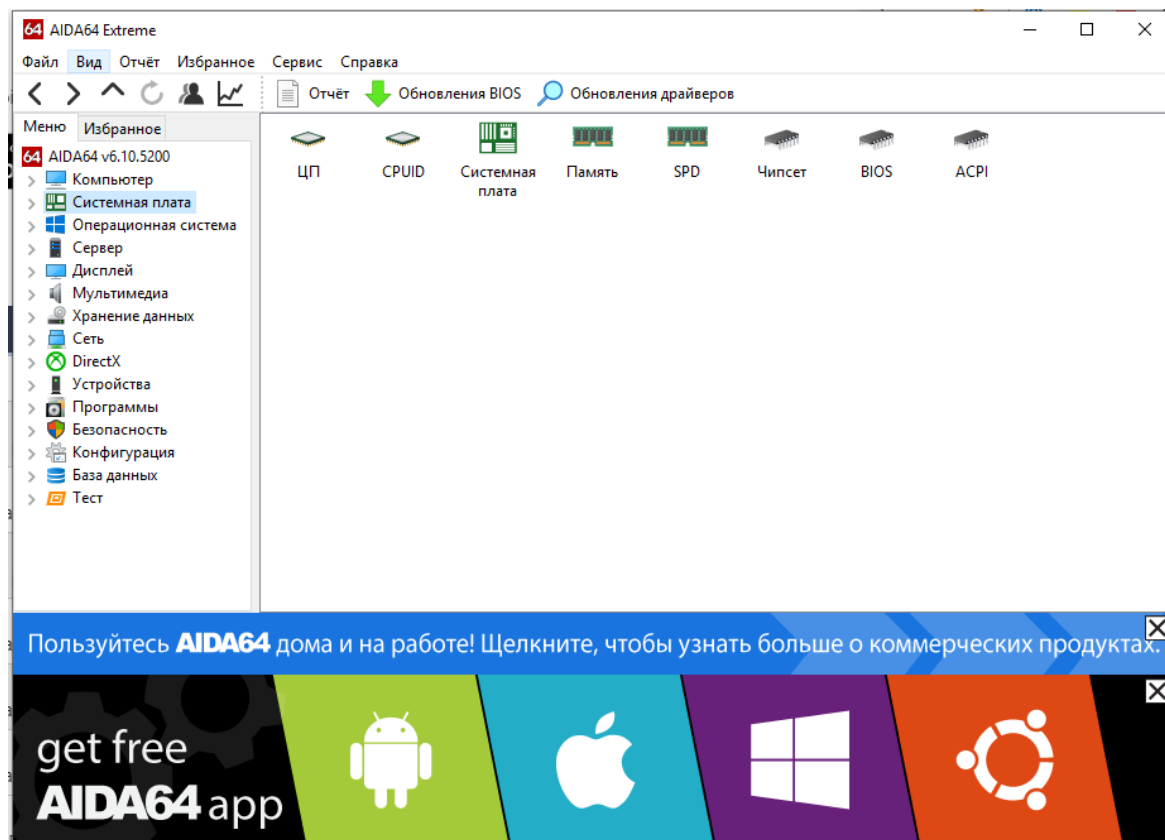 64 AIDA64 Extreme
Файл Вид Отчёт Избранное Сервис Справка
Отчёт Обновления BIOS Обновления драйверов
Меню Избранное
64 AIDA64 v6.10.5200
Компьютер
Системная плата
Операционная система
Сервер
Дисплей
Мультимедиа
Хранение данных
Сеть
DirectX
Устройства
Программы
Безопасность
Конфигурация
База данных
Тест
ЦП CPUID Системная плата Память SPD Чипсет BIOS ACPI
Пользуйтесь AIDA64 дома и на работе! Щелкните, чтобы узнать больше о коммерческих продуктах.
get free
AIDA64 app